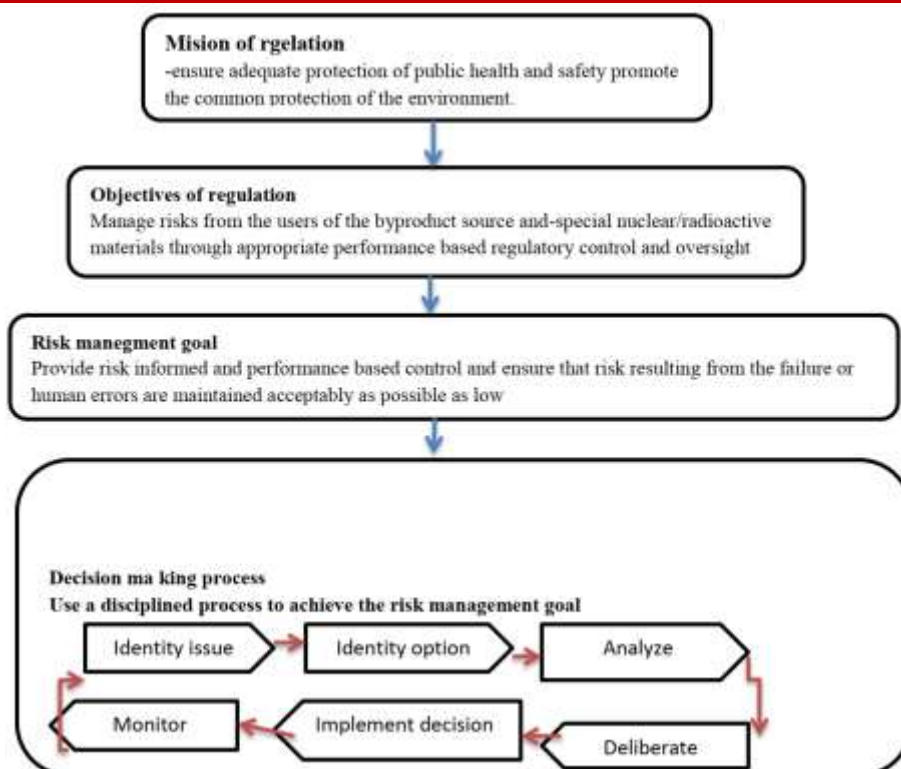 Mision of rgelation
-ensure adequate protection of public health and safety promote
the common protection of the environment.
Objectives of regulation
Manage risks from the users of the byproduct source and-special nuclear/radioactive
materials through appropriate performance based regulatory control and oversight
Risk manegment goal
Provide risk informed and performance based control and ensure that risk resulting from the failure or
human errors are maintained acceptably as possible as low
Decision ma king process
Use a disciplined process to achieve the risk management goal
Identity issue
Identity option
Analyze
Monitor
Implement decision
Deliberate